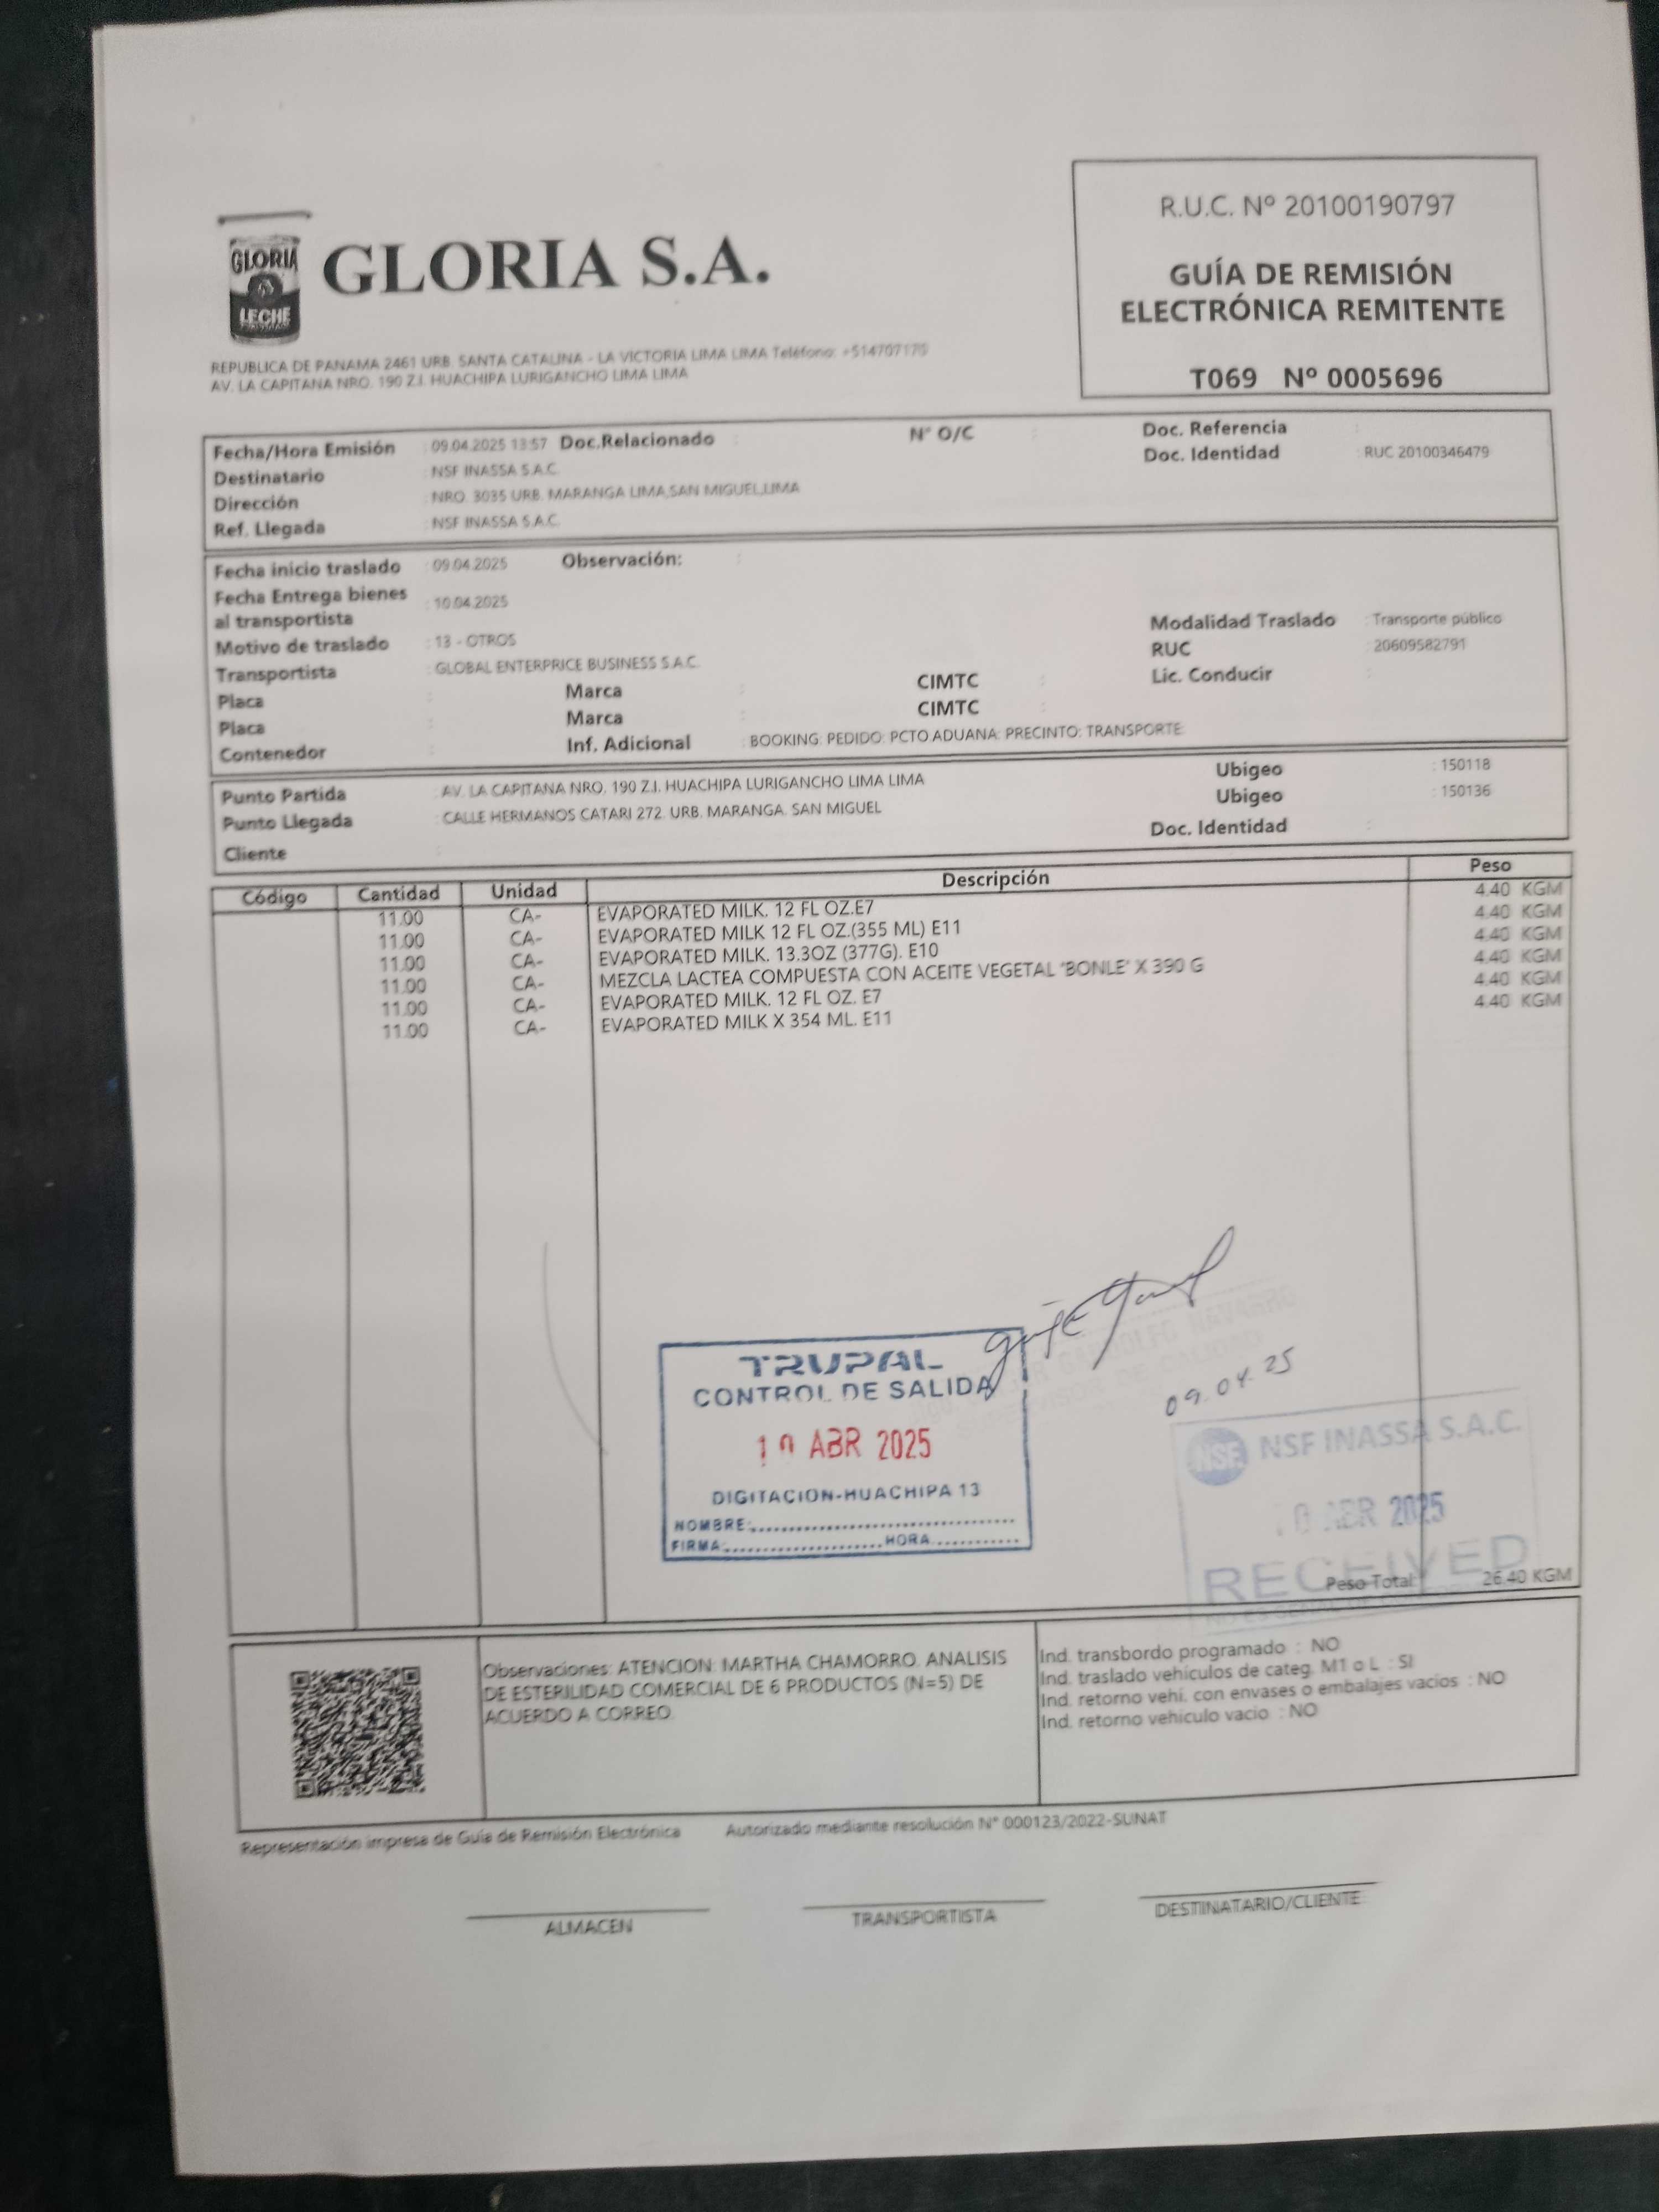 GLORIA
LECHE
GLORIA S.A.
R.U.C. Nº 20100190797
GUÍA DE REMISIÓN
ELECTRÓNICA REMITENTE
T069 Nº 0005696
REPUBLICA DE PANAMA 2461 URB. SANTA CATALINA - LA VICTORIA LIMA LIMA Teléfono: +514707170
AV. LA CAPITANA NRO. 190 Z.I. HUACHIPA LURIGANCHO LIMA LIMA
Fecha/Hora Emisión : 09.04.2025 13:57 Doc.Relacionado : N° O/C : Doc. Referencia :
Destinatario : NSF INASSA S.A.C. Doc. Identidad : RUC 20100346479
Dirección : NRO. 3035 URB. MARANGA LIMA,SAN MIGUEL,LIMA
Ref. Llegada : NSF INASSA S.A.C.
Fecha inicio traslado : 09.04.2025 Observación: :
Fecha Entrega bienes
al transportista : 10.04.2025
Motivo de traslado : 13 - OTROS Modalidad Traslado : Transporte público
Transportista : GLOBAL ENTERPRICE BUSINESS S.A.C. RUC : 20609582791
Placa : Marca : CIMTC : Lic. Conducir :
Placa : Marca : CIMTC :
Contenedor : Inf. Adicional : BOOKING: PEDIDO: PCTO.ADUANA: PRECINTO: TRANSPORTE:
Punto Partida : AV. LA CAPITANA NRO. 190 Z.I. HUACHIPA LURIGANCHO LIMA LIMA Ubigeo : 150118
Punto Llegada : CALLE HERMANOS CATARI 272. URB. MARANGA. SAN MIGUEL Ubigeo : 150136
Cliente : Doc. Identidad :
Código Cantidad Unidad Descripción Peso
11.00 CA- EVAPORATED MILK. 12 FL OZ.E7 4.40 KGM
11.00 CA- EVAPORATED MILK 12 FL OZ.(355 ML) E11 4.40 KGM
11.00 CA- EVAPORATED MILK. 13.3OZ (377G). E10 4.40 KGM
11.00 CA- MEZCLA LACTEA COMPUESTA CON ACEITE VEGETAL "BONLE" X 390 G 4.40 KGM
11.00 CA- EVAPORATED MILK. 12 FL OZ. E7 4.40 KGM
11.00 CA- EVAPORATED MILK X 354 ML. E11 4.40 KGM
TRUPAL
CONTROL DE SALIDA
10 ABR 2025
DIGITACION-HUACHIPA 13
NOMBRE:
FIRMA: HORA
09.04.25
NSF NSF INASSA S.A.C.
10 ABR 2025
RECEIVED
Peso Total: 26.40 KGM
Observaciones: ATENCION: MARTHA CHAMORRO. ANALISIS
DE ESTERILIDAD COMERCIAL DE 6 PRODUCTOS (N=5) DE
ACUERDO A CORREO.
Ind. transbordo programado : NO
Ind. traslado vehiculos de categ. M1 o L : SI
Ind. retorno vehi. con envases o embalajes vacios : NO
Ind. retorno vehiculo vacio : NO
Representación impresa de Guía de Remisión Electrónica Autorizado mediante resolución N° 000123/2022-SUNAT
ALMACEN TRANSPORTISTA DESTINATARIO/CLIENTE